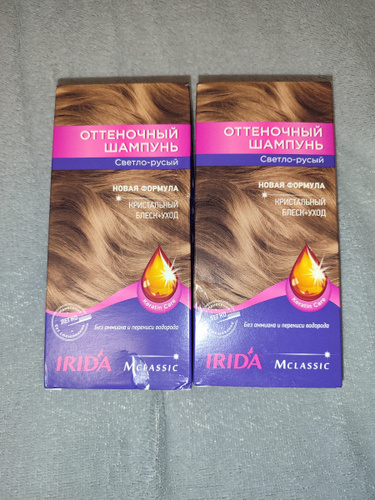 ОТТЕНОЧНЫЙ
ШАМПУНЬ
Светло-русый
НОВАЯ ФОРМУЛА
КРИСТАЛЬНЫЙ
БЛЕСК+УХОД
Keratin Care
ЛЕГКО
Без аммиака и перекиси водорода
IRIDA
MCLASSIC
ОТТЕНОЧНЫЙ
ШАМПУНЬ
Светло-русый
НОВАЯ ФОРМУЛА
КРИСТАЛЬНЫЙ
БЛЕСК+УХОД
Keratin Care
Без аммиака и перекиси водорода
IRIDA
MCLASSIC